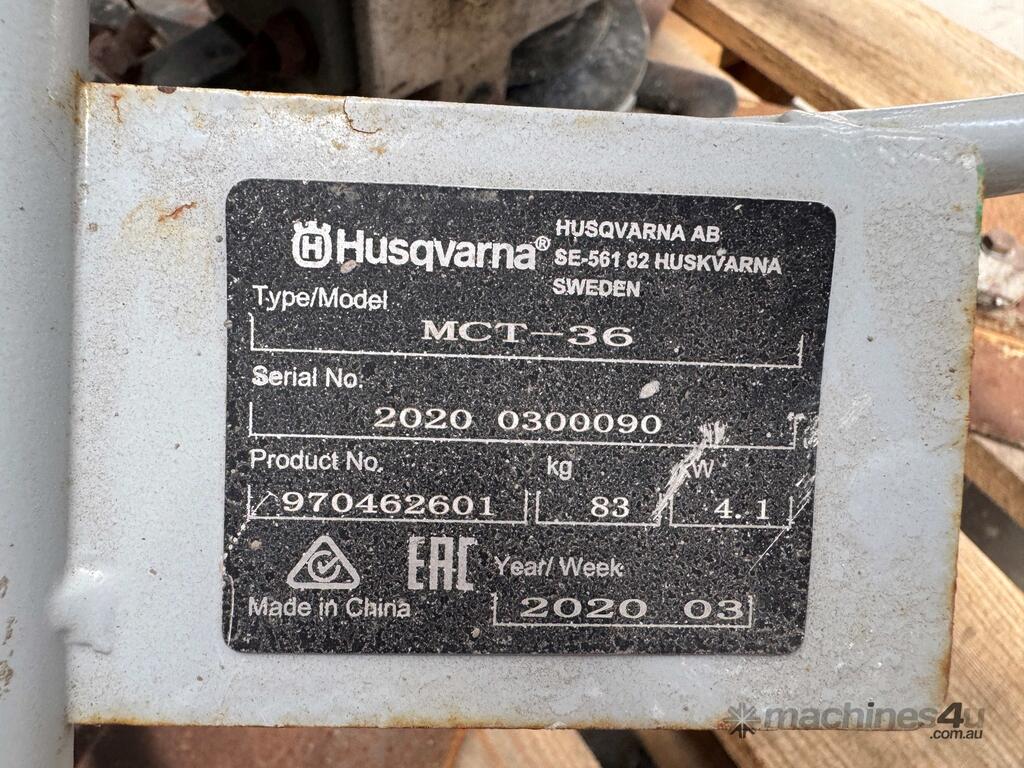 Husqvarna®
HUSQVARNA AB
SE-561 82 HUSKVARNA
SWEDEN
Type/Model
MCT-36
Serial No.
2020 0300090
Product No. kg kW
970462601 83 4.1
EAC Year/ Week
Made in China 2020 03
machines4u
.com.au